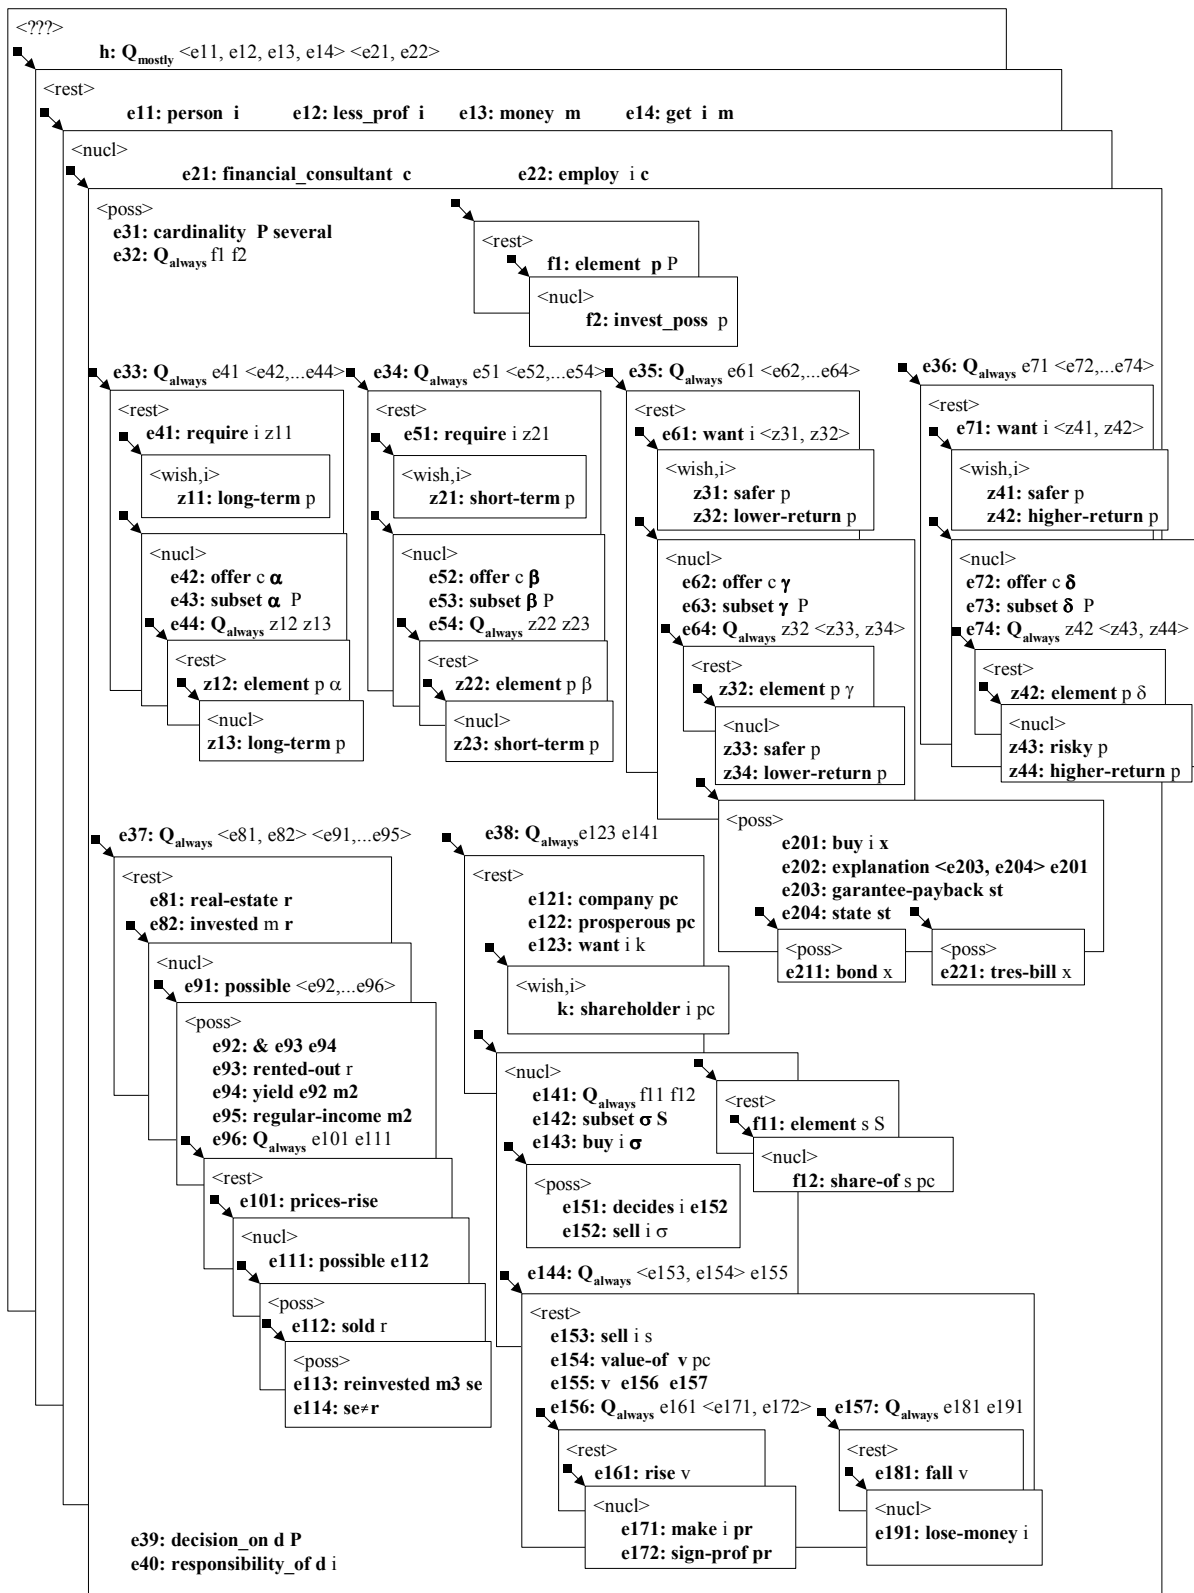 <???>
h: Qmostly <e11, e12, e13, e14> <e21, e22>
<rest>
e11: person i e12: less_prof i e13: money m e14: get i m
<nucl>
e21: financial_consultant c e22: employ i c
<poss>
e31: cardinality P several
e32: Qalways f1 f2
<rest>
f1: element p P
<nucl>
f2: invest_poss p
e33: Qalways e41 <e42,...e44>
<rest>
e41: require i z11
<wish,i>
z11: long-term p
<nucl>
e42: offer c α
e43: subset α P
e44: Qalways z12 z13
<rest>
z12: element p α
<nucl>
z13: long-term p
e34: Qalways e51 <e52,...e54>
<rest>
e51: require i z21
<wish,i>
z21: short-term p
<nucl>
e52: offer c β
e53: subset β P
e54: Qalways z22 z23
<rest>
z22: element p β
<nucl>
z23: short-term p
e35: Qalways e61 <e62,...e64>
<rest>
e61: want i <z31, z32>
<wish,i>
z31: safer p
z32: lower-return p
<nucl>
e62: offer c γ
e63: subset γ P
e64: Qalways z32 <z33, z34>
<rest>
z32: element p γ
<nucl>
z33: safer p
z34: lower-return p
e36: Qalways e71 <e72,...e74>
<rest>
e71: want i <z41, z42>
<wish,i>
z41: safer p
z42: higher-return p
<nucl>
e72: offer c δ
e73: subset δ P
e74: Qalways z42 <z43, z44>
<rest>
z42: element p δ
<nucl>
z43: risky p
z44: higher-return p
<poss>
e201: buy i x
e202: explanation <e203, e204> e201
e203: garantee-payback st
e204: state st
<poss>
e211: bond x
<poss>
e221: tres-bill x
e37: Qalways <e81, e82> <e91,...e95>
<rest>
e81: real-estate r
e82: invested m r
<nucl>
e91: possible <e92,...e96>
<poss>
e92: & e93 e94
e93: rented-out r
e94: yield e92 m2
e95: regular-income m2
e96: Qalways e101 e111
<rest>
e101: prices-rise
<nucl>
e111: possible e112
<poss>
e112: sold r
<poss>
e113: reinvested m3 se
e114: se≠r
e38: Qalways e123 e141
<rest>
e121: company pc
e122: prosperous pc
e123: want i k
<wish,i>
k: shareholder i pc
<nucl>
e141: Qalways f11 f12
e142: subset σ S
e143: buy i σ
<rest>
f11: element s S
<nucl>
f12: share-of s pc
<poss>
e151: decides i e152
e152: sell i σ
e144: Qalways <e153, e154> e155
<rest>
e153: sell i s
e154: value-of v pc
e155: v e156 e157
e156: Qalways e161 <e171, e172>
<rest>
e161: rise v
<nucl>
e171: make i pr
e172: sign-prof pr
e157: Qalways e181 e191
<rest>
e181: fall v
<nucl>
e191: lose-money i
e39: decision_on d P
e40: responsibility_of d i